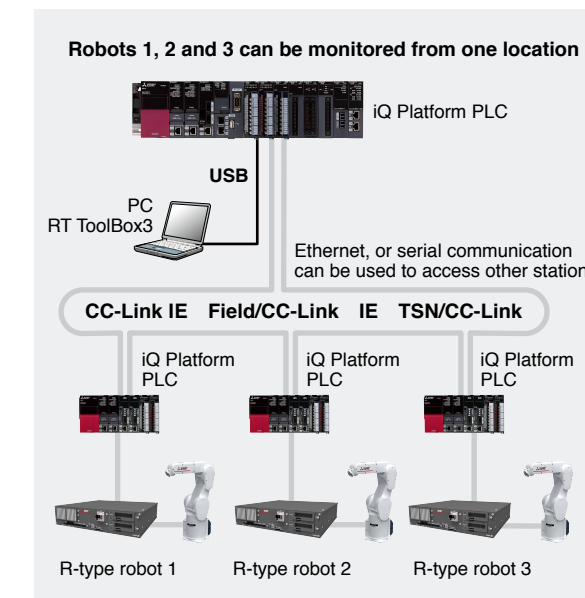 Robots 1, 2 and 3 can be monitored from one location
iQ Platform PLC
USB
PC
RT ToolBox3
Ethernet, or serial communication
can be used to access other station
CC-Link IE Field/CC-Link IE TSN/CC-Link
iQ Platform
PLC
iQ Platform
PLC
iQ Platform
PLC
R-type robot 1
R-type robot 2
R-type robot 3